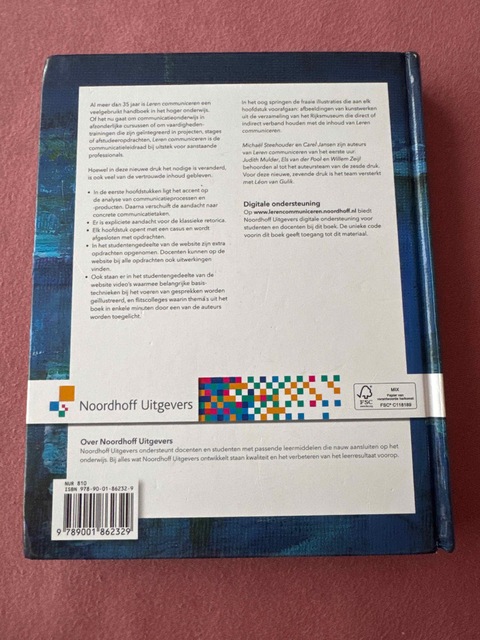 Al meer dan 35 jaar is Leren communiceren een
veelgebruikt handboek in het hoger onderwijs.
Of het nu gaat om communicatieonderwijs in
afzonderlijke cursussen of om vaardigheden-
trainingen die zijn geïntegreerd in projecten, stages
of afstudeeropdrachten, Leren communiceren is de
communicatieleidraad bij uitstek voor aanstaande
professionals.
Hoewel in deze nieuwe druk het nodige is veranderd,
is ook veel van de vertrouwde inhoud gebleven.
• In de eerste hoofdstukken ligt het accent op
de analyse van communicatieprocessen en
-producten. Daarna verschuift de aandacht naar
concrete communicatietaken.
• Er is expliciete aandacht voor de klassieke retorica.
• Elk hoofdstuk opent met een casus en wordt
afgesloten met opdrachten.
• In het studentengedeelte van de website zijn extra
opdrachten opgenomen. Docenten kunnen op de
website bij alle opdrachten ook uitwerkingen
vinden.
• Ook staan er in het studentengedeelte van de
website video's waarmee belangrijke basis-
technieken bij het voeren van gesprekken worden
geïllustreerd, en flitscolleges waarin thema's uit het
boek in enkele minuten door een van de auteurs
worden toegelicht.
In het oog springen de fraaie illustraties die aan elk
hoofdstuk voorafgaan: afbeeldingen van kunstwerken
uit de verzameling van het Rijksmuseum die direct of
indirect verband houden met de inhoud van Leren
communiceren.
Michaël Steehouder en Carel Jansen zijn auteurs
van Leren communiceren van het eerste uur.
Judith Mulder, Els van der Pool en Willem Zeijl
behoorden al tot het auteursteam van de zesde druk.
Voor deze nieuwe, zevende druk is het team versterkt
met Léon van Gulik.
Digitale ondersteuning
Op www.lerencommuniceren.noordhoff.nl biedt
Noordhoff Uitgevers digitale ondersteuning voor
studenten en docenten bij dit boek. De unieke code
voorin dit boek geeft toegang tot dit materiaal.
Noordhoff Uitgevers
FSC
www.fsc.org
MIX
Papier van
verantwoorde herkomst
FSC® C118189
Over Noordhoff Uitgevers
Noordhoff Uitgevers ondersteunt docenten en studenten met passende leermiddelen die nauw aansluiten op het
onderwijs. Bij alles wat Noordhoff Uitgevers ontwikkelt staan kwaliteit en het verbeteren van het leerresultaat voorop.
NUR 810
ISBN 978-90-01-86232-9
9 789001 862329